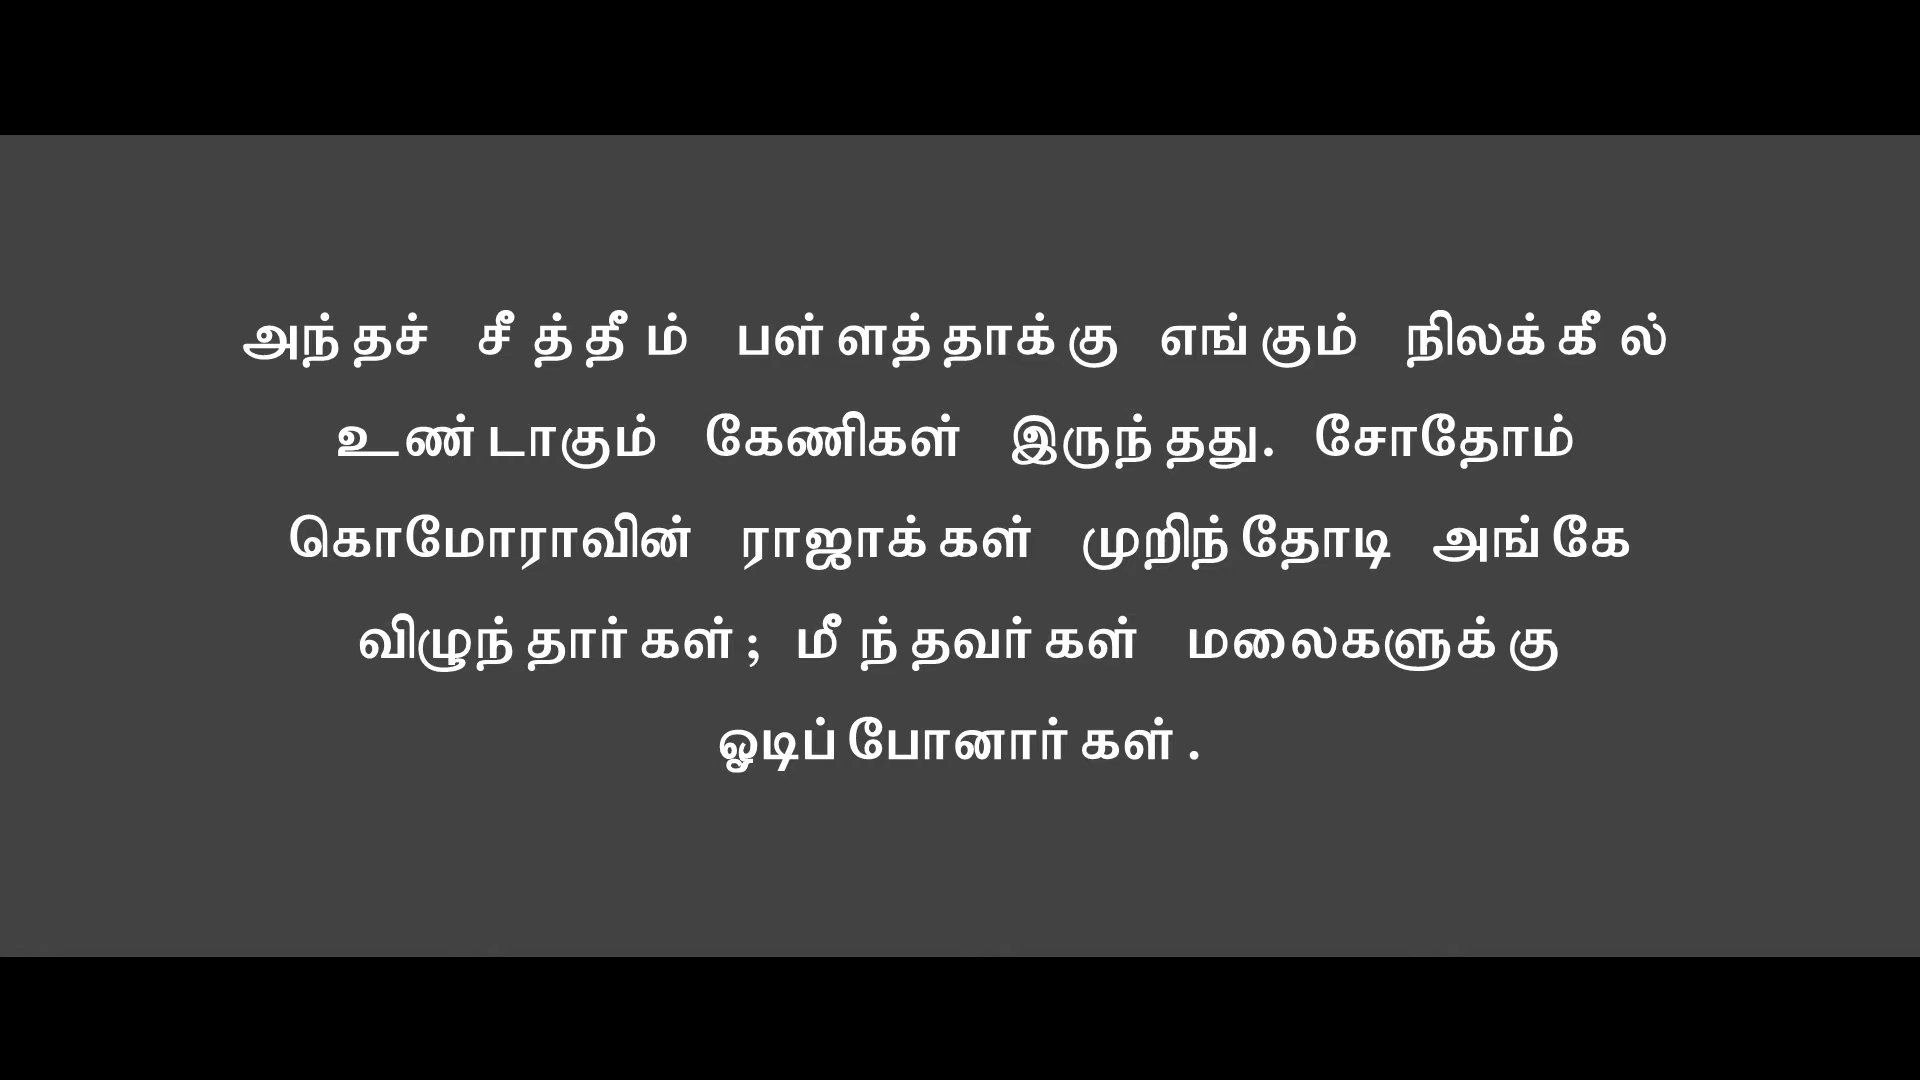 அந்தச் சீத்தீம் பள்ளத்தாக்கு எங்கும் நிலக்கீல்
உண்டாகும் கேணிகள் இருந்தது. சோதோம்
கொமோராவின் ராஜாக்கள் முறிந்தோடி அங்கே
விழுந்தார்கள்; மீந்தவர்கள் மலைகளுக்கு
ஓடிப்போனார்கள்.